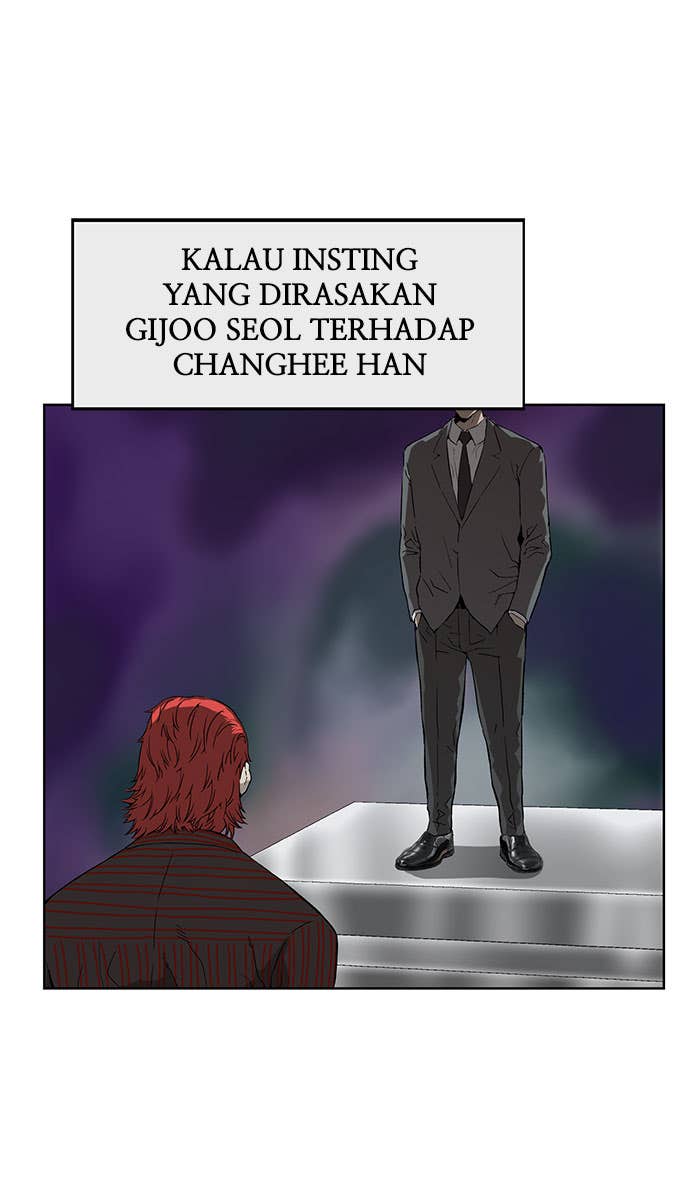 KALAU INSTING
YANG DIRASAKAN
GIJOO SEOL TERHADAP
CHANGHEE HAN